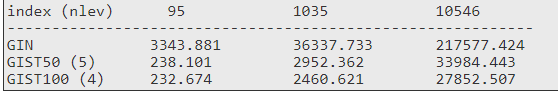 index (nlev)      95             1035             10546
-----------------------------------------------------------------
GIN             3343.881       36337.733       217577.424
GIST50 (5)      238.101        2952.362        33984.443
GIST100 (4)     232.674        2460.621        27852.507